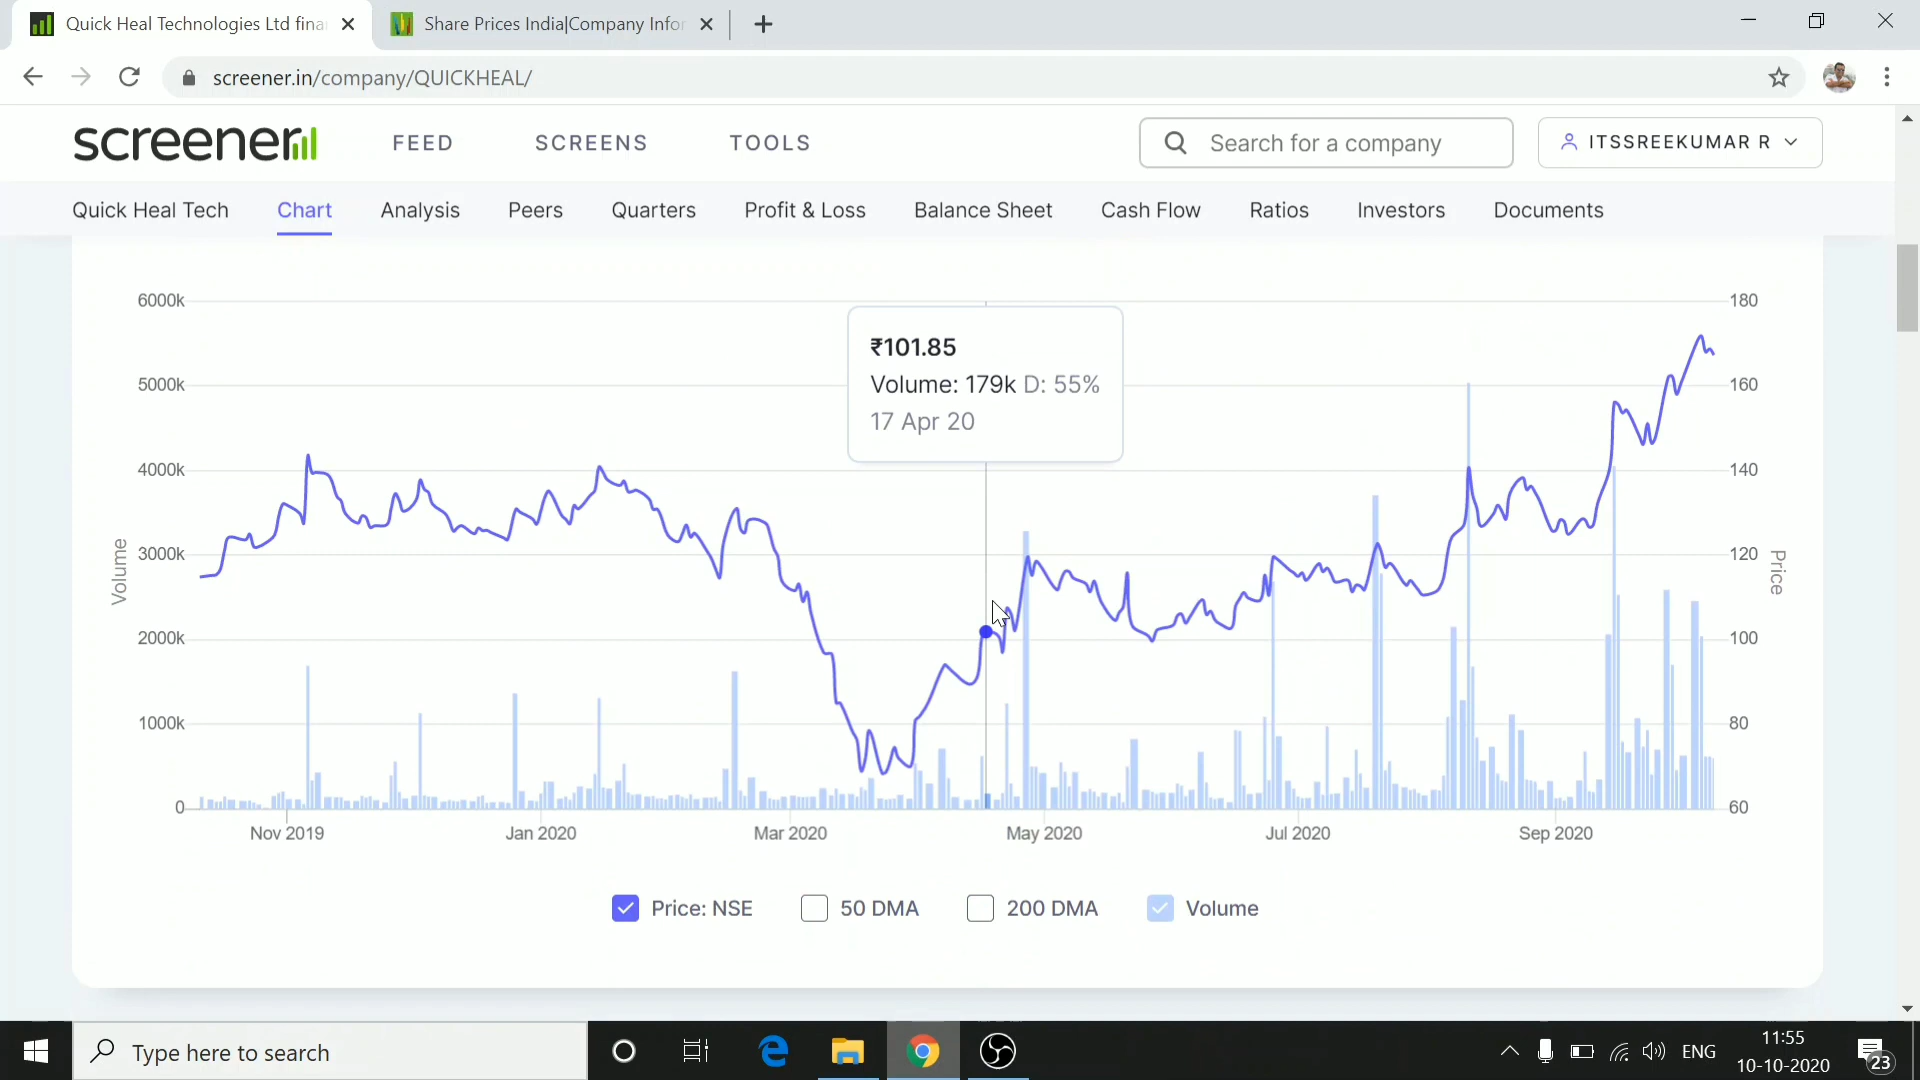 Quick Heal Technologies Ltd fina
Share Prices India|Company Infor
screener.in/company/QUICKHEAL/
screener
FEED
SCREENS
TOOLS
Search for a company
ITSSREEKUMAR R
Quick Heal Tech
Chart
Analysis
Peers
Quarters
Profit & Loss
Balance Sheet
Cash Flow
Ratios
Investors
Documents
6000k
5000k
4000k
3000k
2000k
1000k
0
Volume
₹101.85
Volume: 179k D: 55%
17 Apr 20
180
160
140
120
100
80
60
Price
Nov 2019
Jan 2020
Mar 2020
May 2020
Jul 2020
Sep 2020
Price: NSE
50 DMA
200 DMA
Volume
Type here to search
ENG
11:55
10-10-2020
23